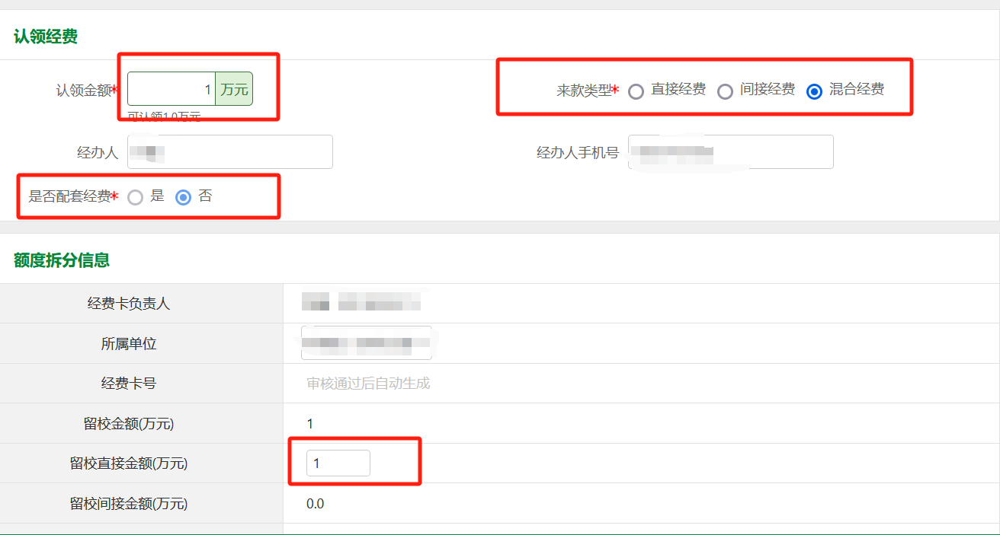 认领经费
认领金额* 1 万元 来款类型* 直接经费 间接经费 混合经费
可认领1.0万元
经办人 经办人手机号
是否配套经费* 是 否
额度拆分信息
经费卡负责人
所属单位
经费卡号 审核通过后自动生成
留校金额(万元) 1
留校直接金额(万元) 1
留校间接金额(万元) 0.0